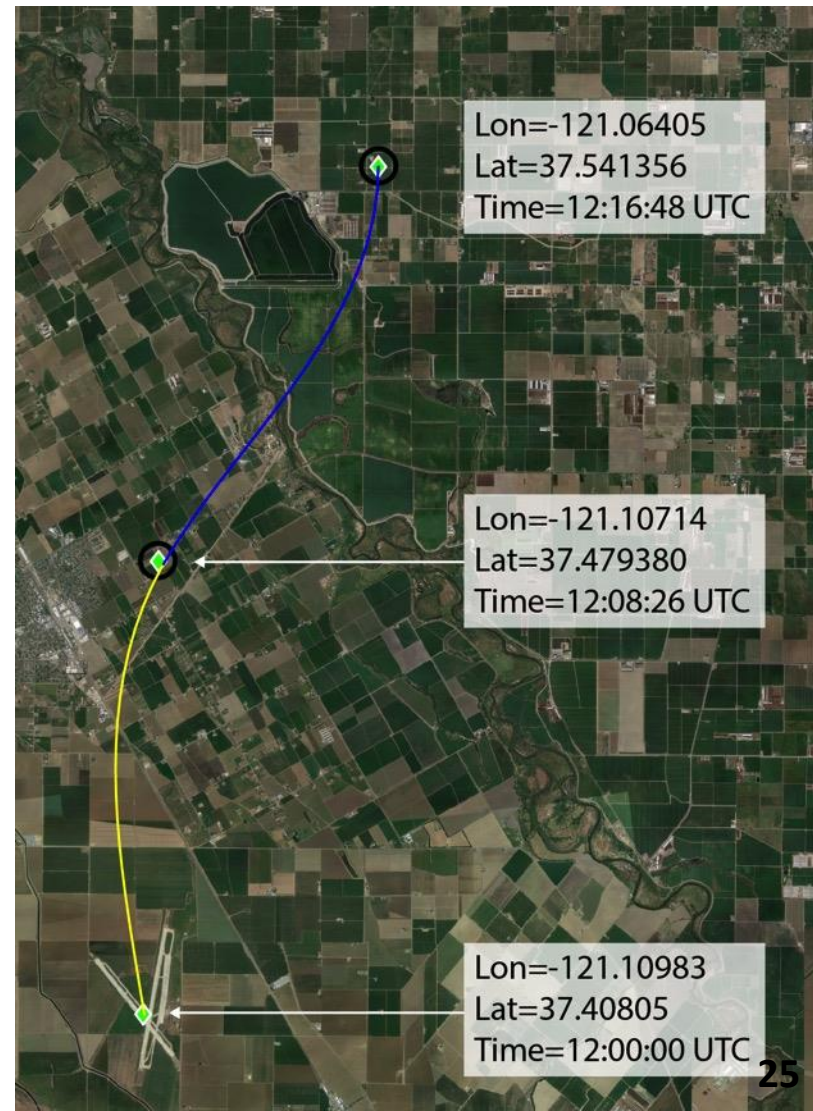 Lon=-121.06405
Lat=37.541356
Time=12:16:48 UTC
Lon=-121.10714
Lat=37.479380
Time=12:08:26 UTC
Lon=-121.10983
Lat=37.40805
Time=12:00:00 UTC
25